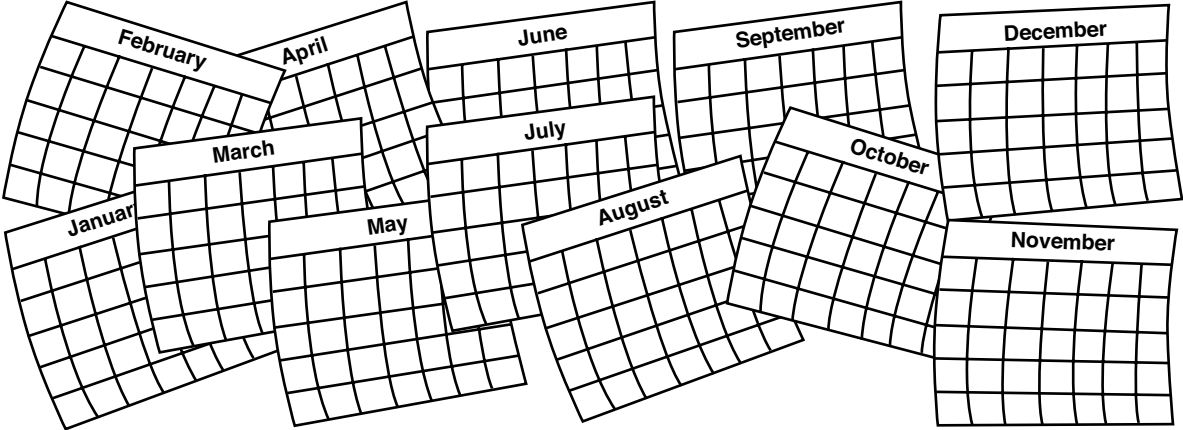 February
April
June
September
December
March
July
October
Januar
August
May
November